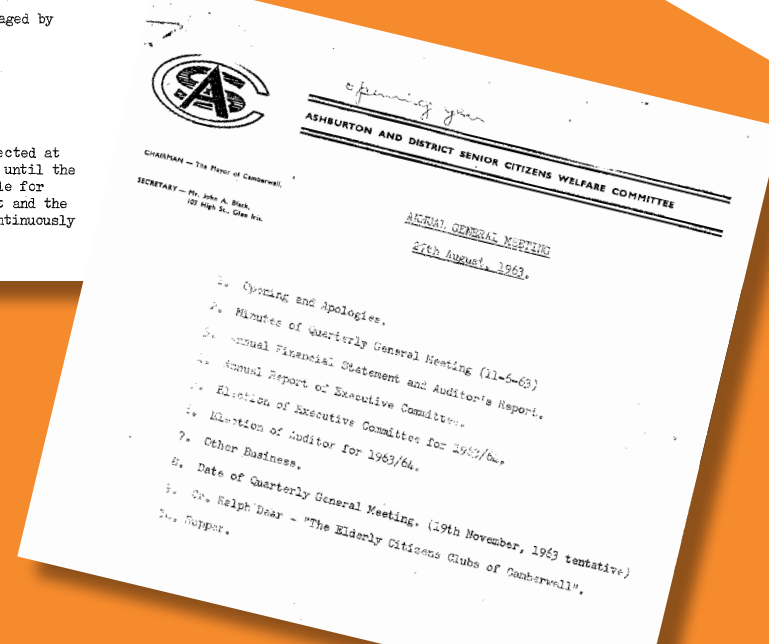 aged by
ected at
until the
le for
t and the
ntinuously
opening year
ASHBURTON AND DISTRICT SENIOR CITIZENS WELFARE COMMITTEE
CHAIRMAN — The Mayor of Camberwell.
SECRETARY — Mr. John A. Black,
103 High St., Glen Iris.
ANNUAL GENERAL MEETING
27th August, 1963.
1. Opening and Apologies.
2. Minutes of Quarterly General Meeting (11-6-63)
3. Annual Financial Statement and Auditor's Report.
4. Annual Report of Executive Committee.
5. Election of Executive Committee for 1963/64.
6. Election of Auditor for 1963/64.
7. Other Business.
8. Date of Quarterly General Meeting. (19th November, 1963 tentative)
9. Cr. Ralph Dear - "The Elderly Citizens Clubs of Camberwell".
10. Supper.